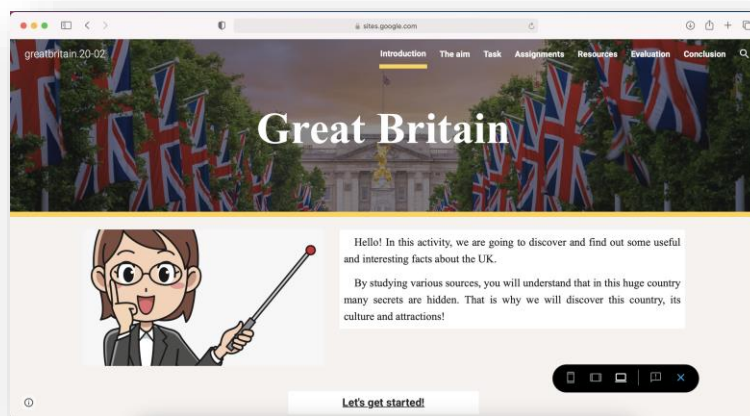 sites.google.com
greatbritain.20-02
Introduction The aim Task Assignments Resources Evaluation Conclusion
Great Britain
Hello! In this activity, we are going to discover and find out some useful
and interesting facts about the UK.
By studying various sources, you will understand that in this huge country
many secrets are hidden. That is why we will discover this country, its
culture and attractions!
Let's get started!